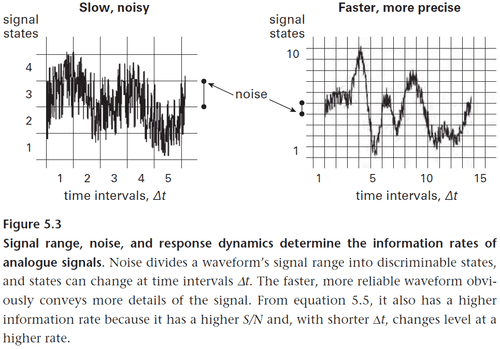 Slow, noisy
Faster, more precise
signal
states
4
3
2
1
1 2 3 4 5
time intervals, Δt
noise
signal
states
10
1
1 5 10 15
time intervals, Δt
Figure 5.3
Signal range, noise, and response dynamics determine the information rates of
analogue signals. Noise divides a waveform's signal range into discriminable states,
and states can change at time intervals Δt. The faster, more reliable waveform obvi-
ously conveys more details of the signal. From equation 5.5, it also has a higher
information rate because it has a higher S/N and, with shorter Δt, changes level at a
higher rate.